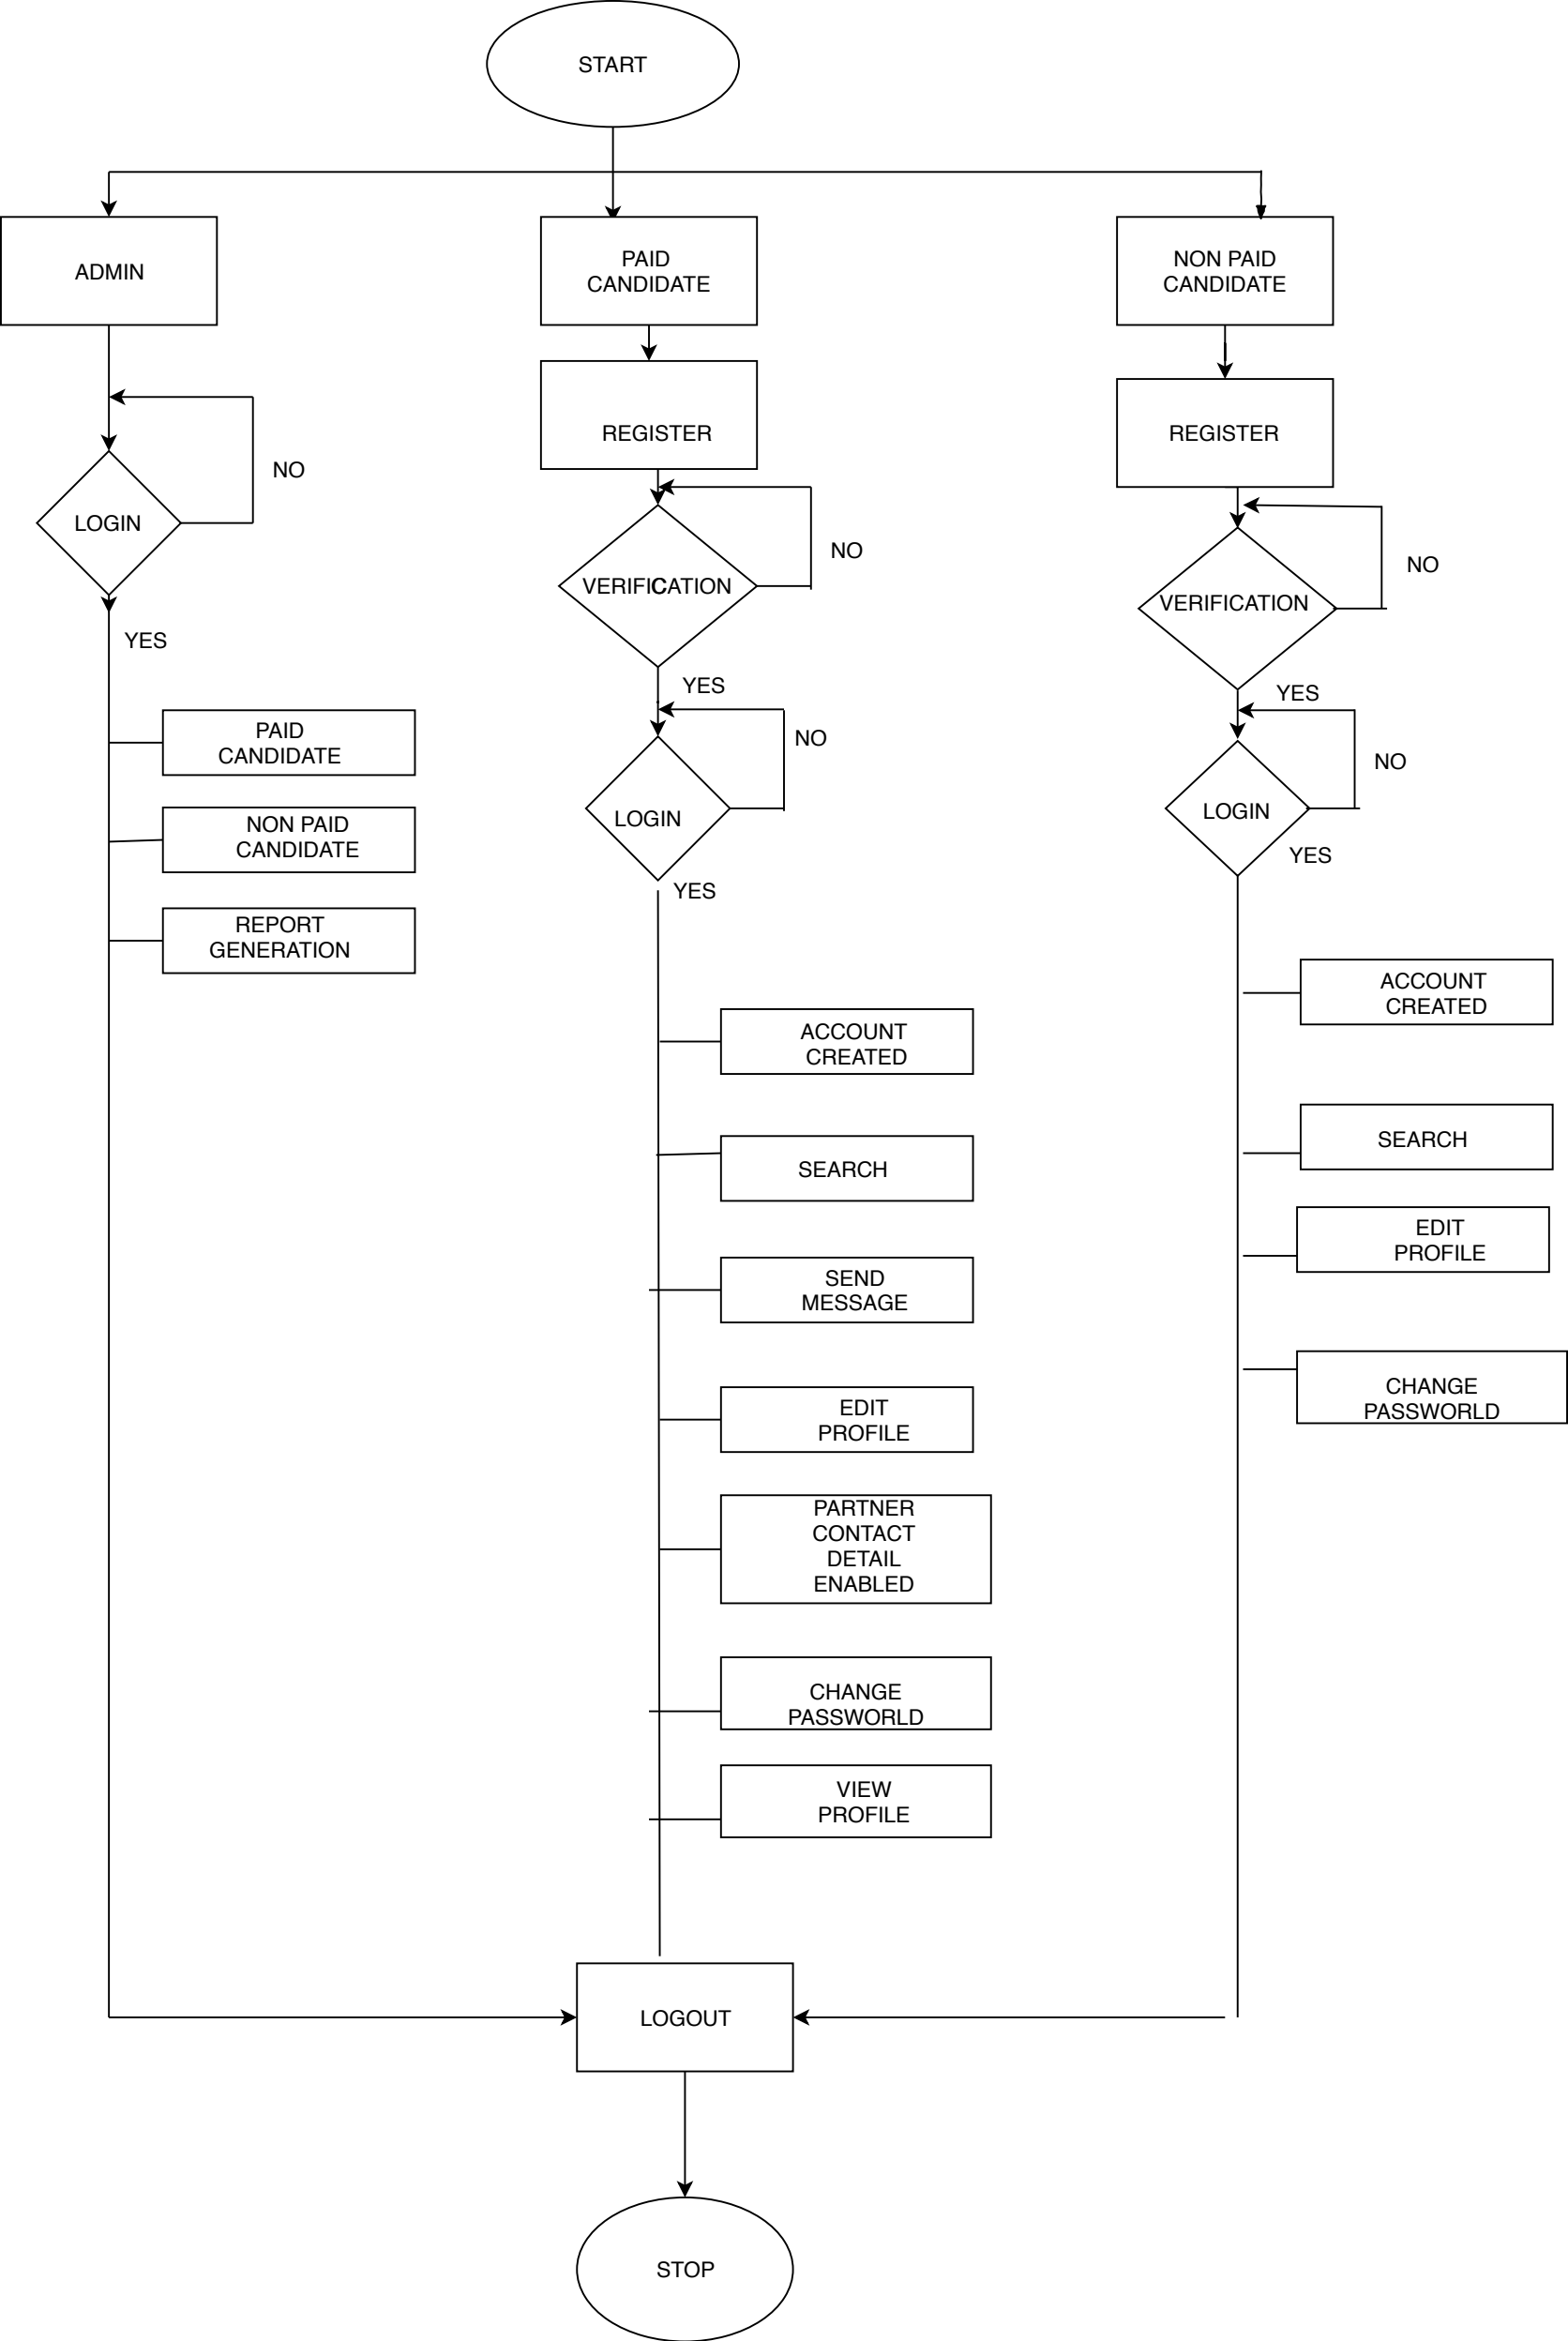 START
ADMIN
NO
LOGIN
YES
PAID
CANDIDATE
NON PAID
CANDIDATE
REPORT
GENERATION
PAID
CANDIDATE
REGISTER
NO
VERIFICATION
YES
NO
LOGIN
YES
ACCOUNT
CREATED
SEARCH
SEND
MESSAGE
EDIT
PROFILE
PARTNER
CONTACT
DETAIL
ENABLED
CHANGE
PASSWORLD
VIEW
PROFILE
NON PAID
CANDIDATE
REGISTER
NO
VERIFICATION
YES
NO
LOGIN
YES
ACCOUNT
CREATED
SEARCH
EDIT
PROFILE
CHANGE
PASSWORLD
LOGOUT
STOP